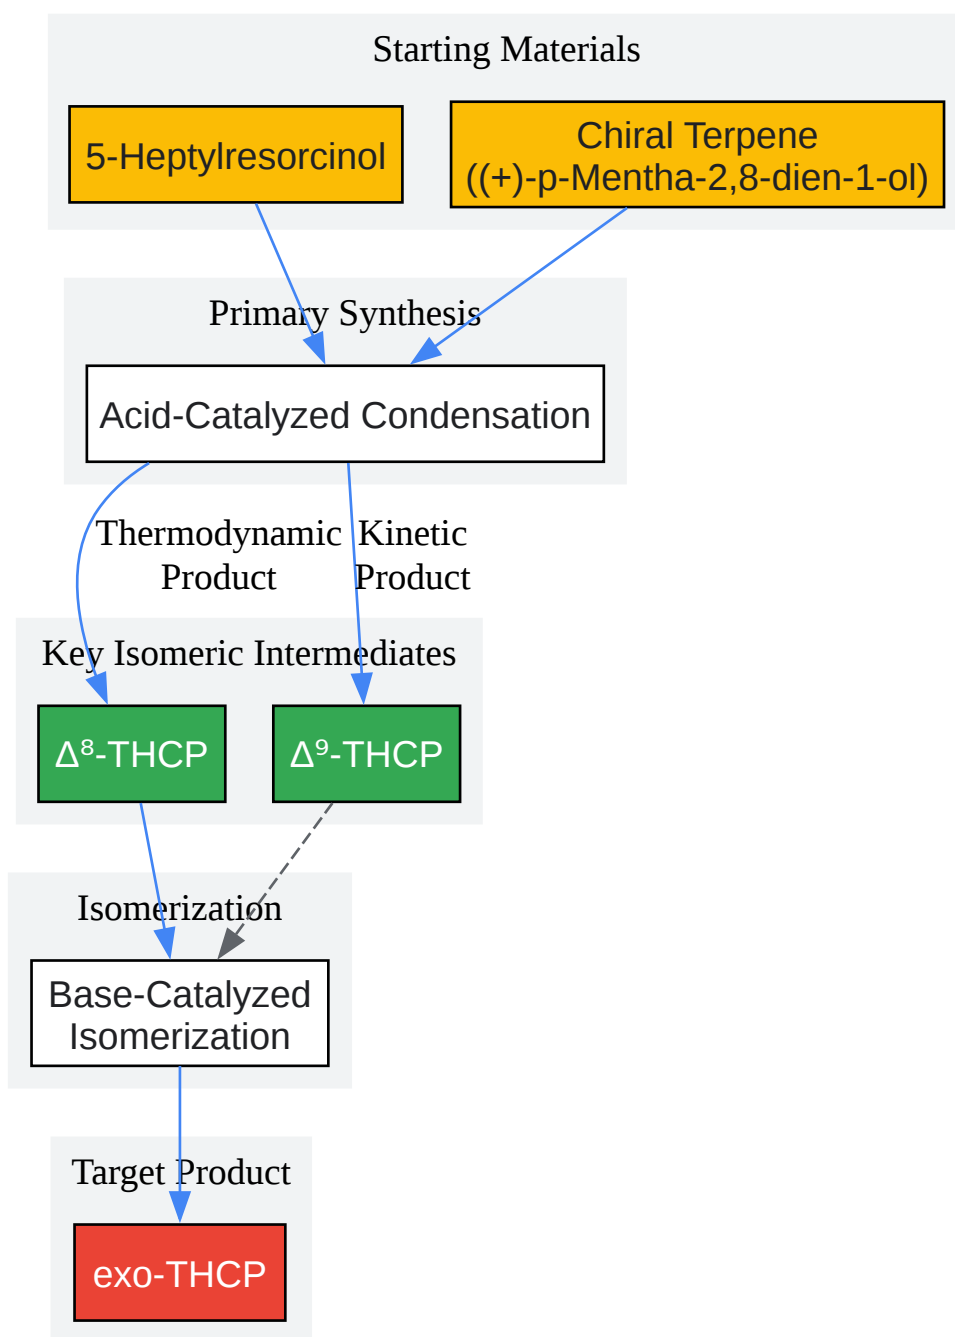 Starting Materials
5-Heptylresorcinol
Chiral Terpene
((+)-p-Mentha-2,8-dien-1-ol)
Primary Synthesis
Acid-Catalyzed Condensation
Thermodynamic
Product
Kinetic
Product
Key Isomeric Intermediates
Δ⁸-THCP
Δ⁹-THCP
Isomerization
Base-Catalyzed
Isomerization
Target Product
exo-THCP